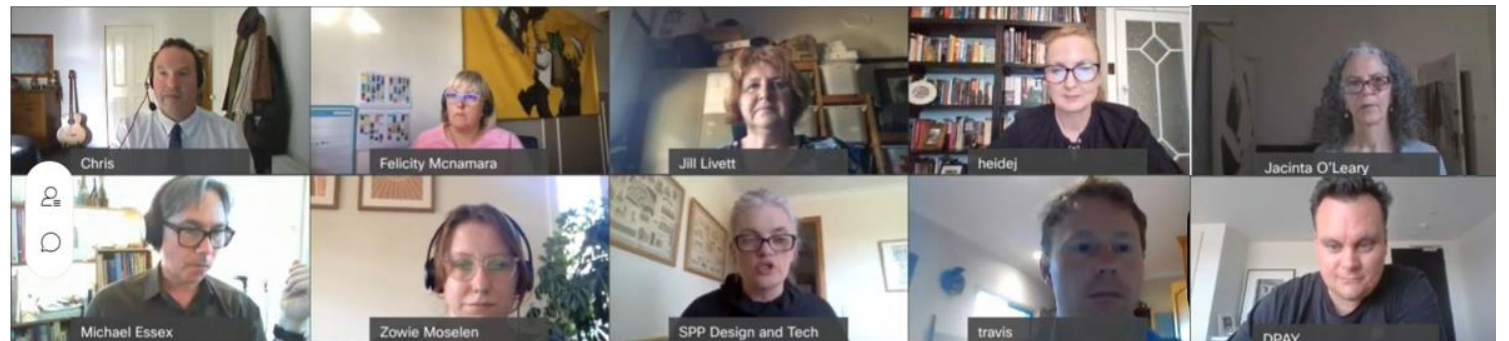 Chris
Felicity Mcnamara
Jill Livett
heidej
Jacinta O'Leary
Michael Essex
Zowie Moselen
SPP Design and Tech
travis
DPAY